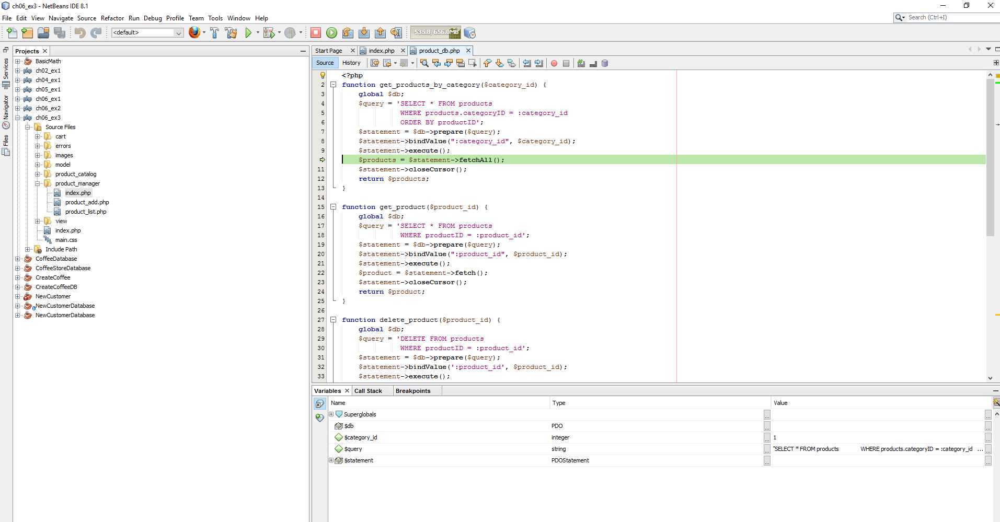 ch06_ex3 - NetBeans IDE 8.1
File Edit View Navigate Source Refactor Run Debug Profile Team Tools Window Help
Search (Ctrl+I)
<default>
535.8/656.0MB
Services
Navigator
Files
Projects
BasicMath
ch02_ex1
ch04_ex1
ch05_ex1
ch06_ex1
ch06_ex2
ch06_ex3
Source Files
cart
errors
images
model
product_catalog
product_manager
index.php
product_add.php
product_list.php
view
index.php
main.css
Include Path
CoffeeDatabase
CoffeeStoreDatabase
CreateCoffee
CreateCoffeeDB
NewCustomer
NewCustomerDatabase
NewCustomerDatabase
Start Page index.php product_db.php
Source History
<?php
2 function get_products_by_category($category_id) {
3 global $db;
4 $query = 'SELECT * FROM products
5 WHERE products.categoryID = :category_id
6 ORDER BY productID';
7 $statement = $db->prepare($query);
8 $statement->bindValue(":category_id", $category_id);
9 $statement->execute();
$products = $statement->fetchAll();
11 $statement->closeCursor();
12 return $products;
13 }
14
15 function get_product($product_id) {
16 global $db;
17 $query = 'SELECT * FROM products
18 WHERE productID = :product_id';
19 $statement = $db->prepare($query);
20 $statement->bindValue(":product_id", $product_id);
21 $statement->execute();
22 $product = $statement->fetch();
23 $statement->closeCursor();
24 return $product;
25 }
26
27 function delete_product($product_id) {
28 global $db;
29 $query = 'DELETE FROM products
30 WHERE productID = :product_id';
31 $statement = $db->prepare($query);
32 $statement->bindValue(':product_id', $product_id);
33 $statement->execute();
Variables Call Stack Breakpoints
Name Type Value
Superglobals
$db PDO
$category_id integer 1
$query string "SELECT * FROM products WHERE products.categoryID = :category_id ...
$statement PDOStatement